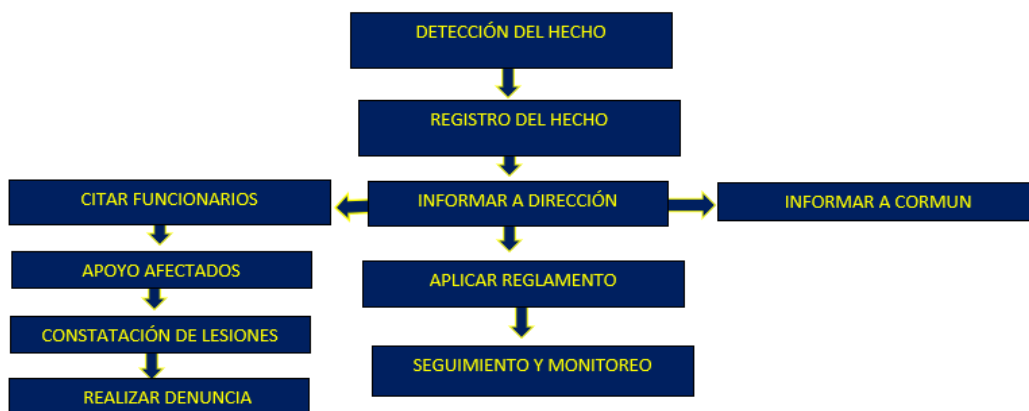 DETECCIÓN DEL HECHO
REGISTRO DEL HECHO
CITAR FUNCIONARIOS
INFORMAR A DIRECCIÓN
INFORMAR A CORMUN
APOYO AFECTADOS
APLICAR REGLAMENTO
CONSTATACIÓN DE LESIONES
SEGUIMIENTO Y MONITOREO
REALIZAR DENUNCIA